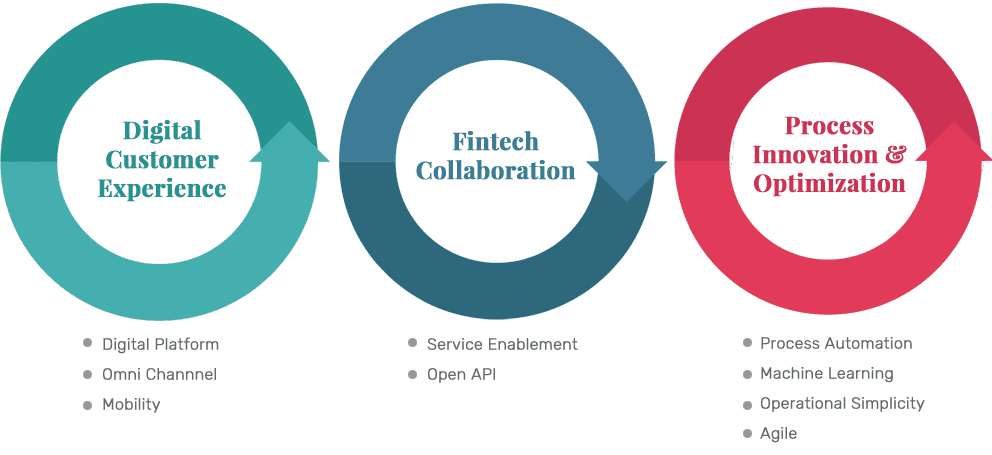 Digital
Customer
Experience
Digital Platform
Omni Channnel
Mobility
Fintech
Collaboration
Service Enablement
Open API
Process
Innovation &
Optimization
Process Automation
Machine Learning
Operational Simplicity
Agile